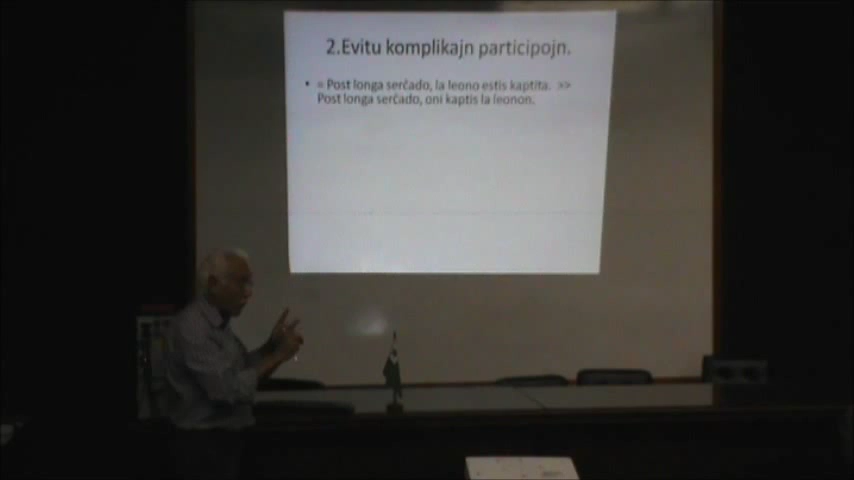 2.Evitu komplikajn participojn.
• = Post longa serĉado, la leono estis kaptita. >>
Post longa serĉado, oni kaptis la leonon.